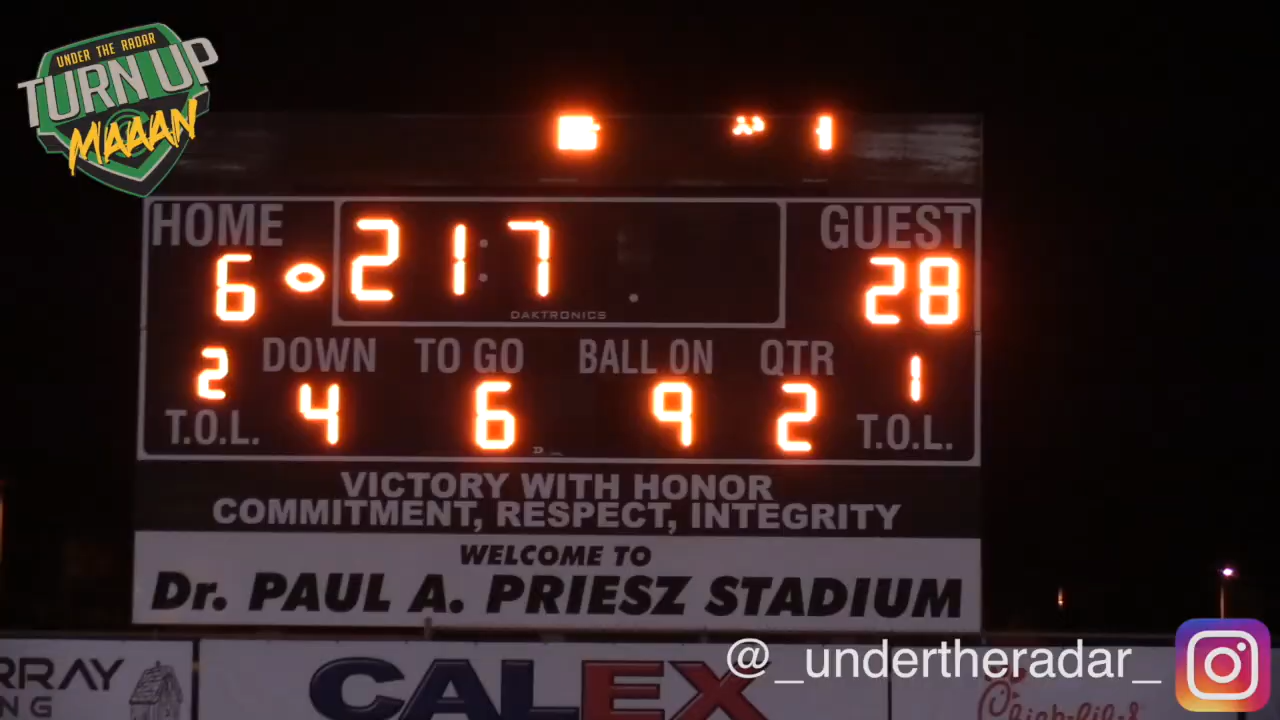 UNDER THE RADAR
TURN UP
MAAAN
HOME
GUEST
6
21:7
28
DAKTRONICS
DOWN
TO GO
BALL ON
QTR
2
4
6
9
2
1
T.O.L.
T.O.L.
VICTORY WITH HONOR
COMMITMENT, RESPECT, INTEGRITY
WELCOME TO
Dr. PAUL A. PRIESZ STADIUM
CALEX
@_undertheradar_